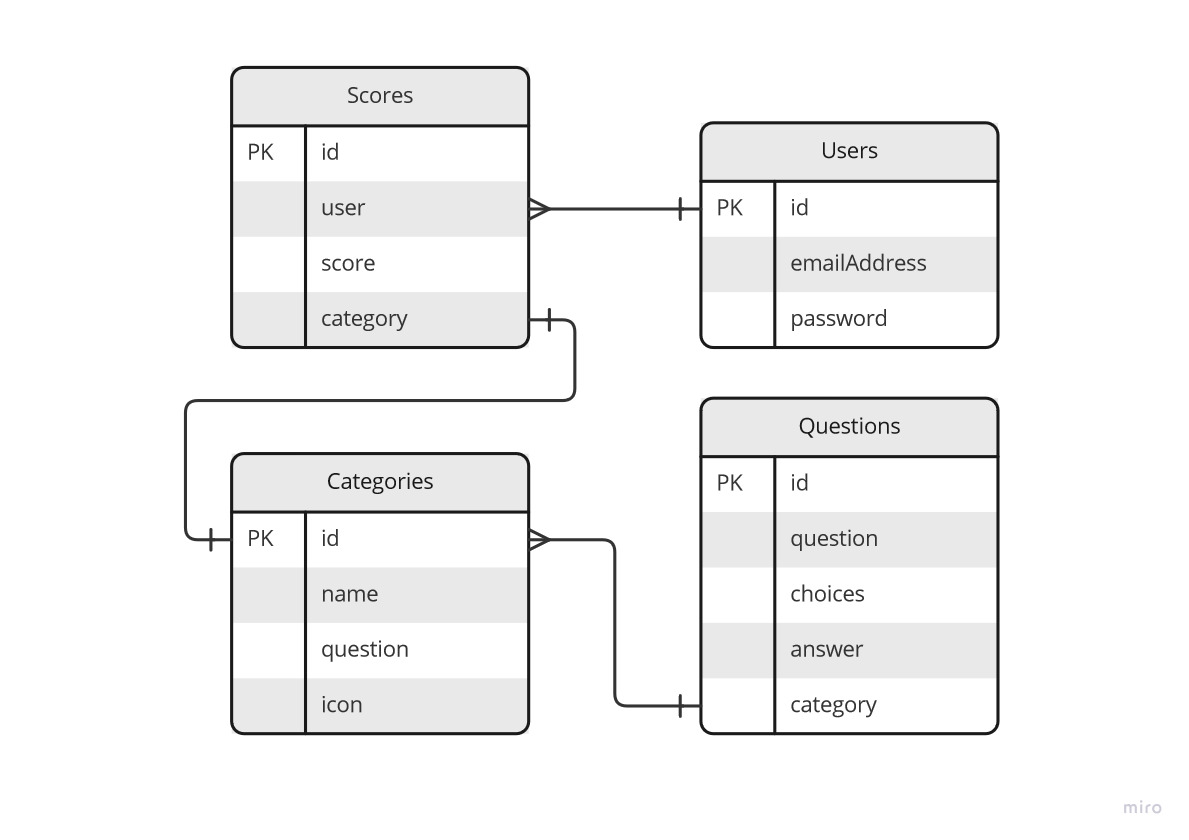 Scores
PK id
user
score
category
Users
PK id
emailAddress
password
Categories
PK id
name
question
icon
Questions
PK id
question
choices
answer
category
miro